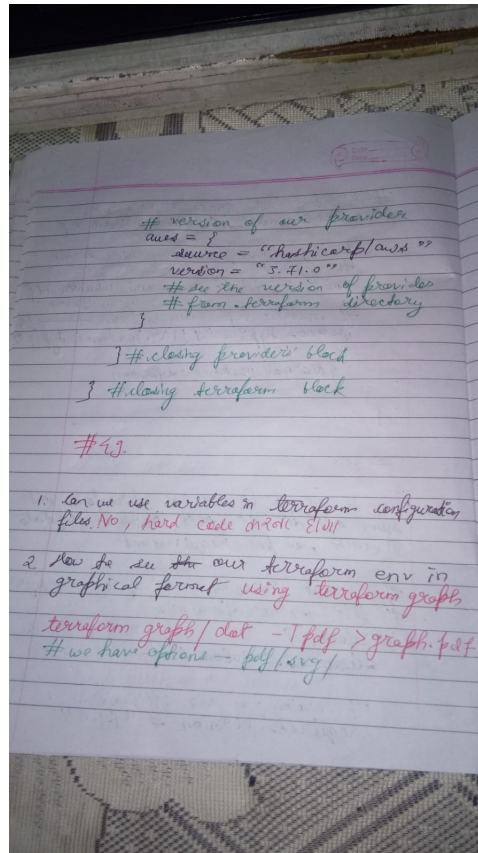 # version of our provider
aws = {
source = "hashicorp/aws"
version = "3.71.0"
# see the version of provider
# from .terraform directory
}
} # closing providers block
} # closing terraform block
1. Can we use variables in terraform configuration
files. No, hard code करना होगा
2 How to see our terraform env in
graphical format using terraform graph
terraform graph | dot -Tpdf > graph.pdf
# we have options - pdf/svg/